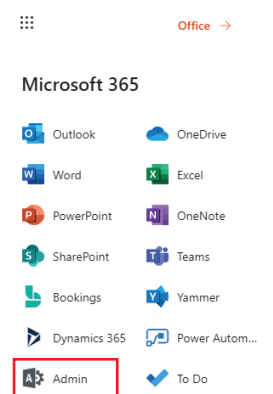 Office →
Microsoft 365
Outlook OneDrive
Word Excel
PowerPoint OneNote
SharePoint Teams
Bookings Yammer
Dynamics 365 Power Autom...
Admin To Do